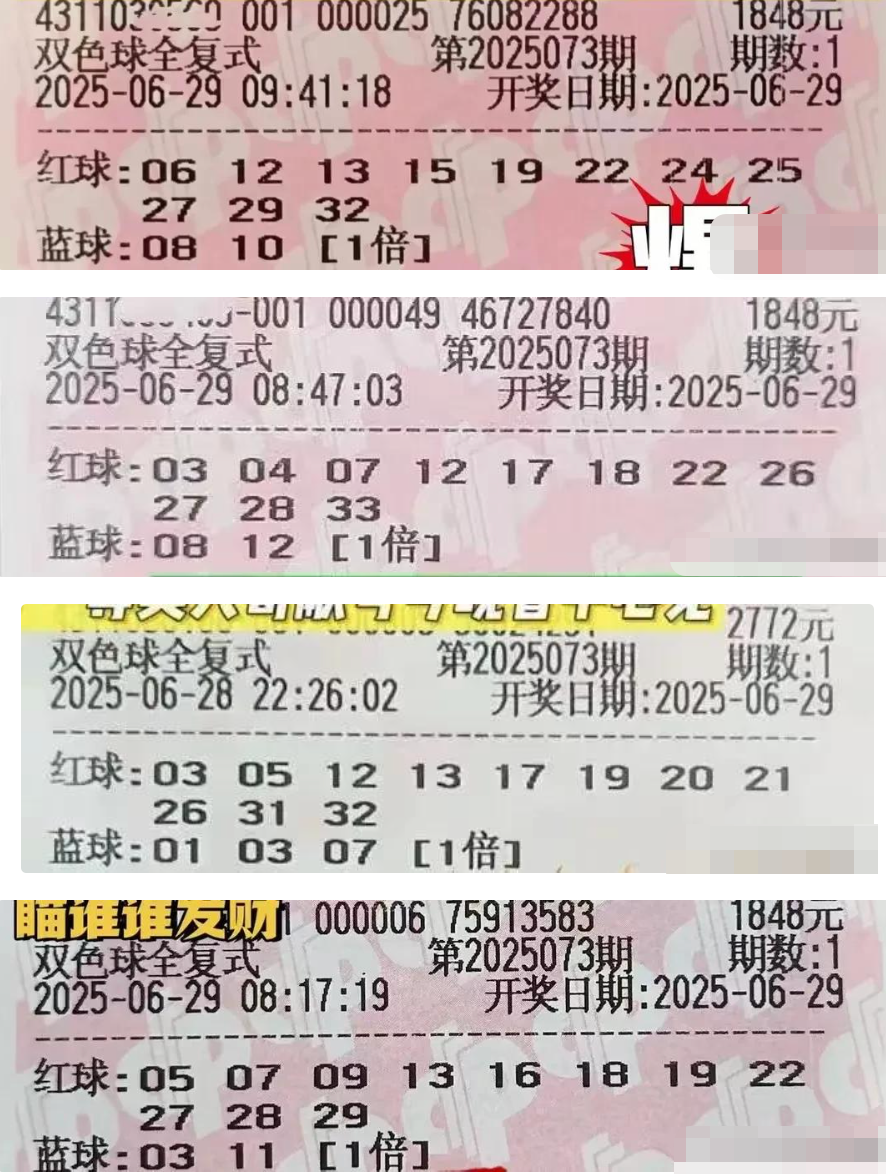 001 000025 76082288 1848元
双色球全复式 第2025073期 期数:1
2025-06-29 09:41:18 开奖日期:2025-06-29
红球:06 12 13 15 19 22 24 25
27 29 32
蓝球:08 10 [1倍]
-001 000049 46727840 1848元
双色球全复式 第2025073期 期数:1
2025-06-29 08:47:03 开奖日期:2025-06-29
红球:03 04 07 12 17 18 22 26
27 28 33
蓝球:08 12 [1倍]
2772元
双色球全复式 第2025073期 期数:1
2025-06-28 22:26:02 开奖日期:2025-06-29
红球:03 05 12 13 17 19 20 21
26 31 32
蓝球:01 03 07 [1倍]
瞄谁谁发财 000006 75913583 1848元
双色球全复式 第2025073期 期数:1
2025-06-29 08:17:19 开奖日期:2025-06-29
红球:05 07 09 13 16 18 19 22
27 28 29
蓝球:03 11 [1倍]